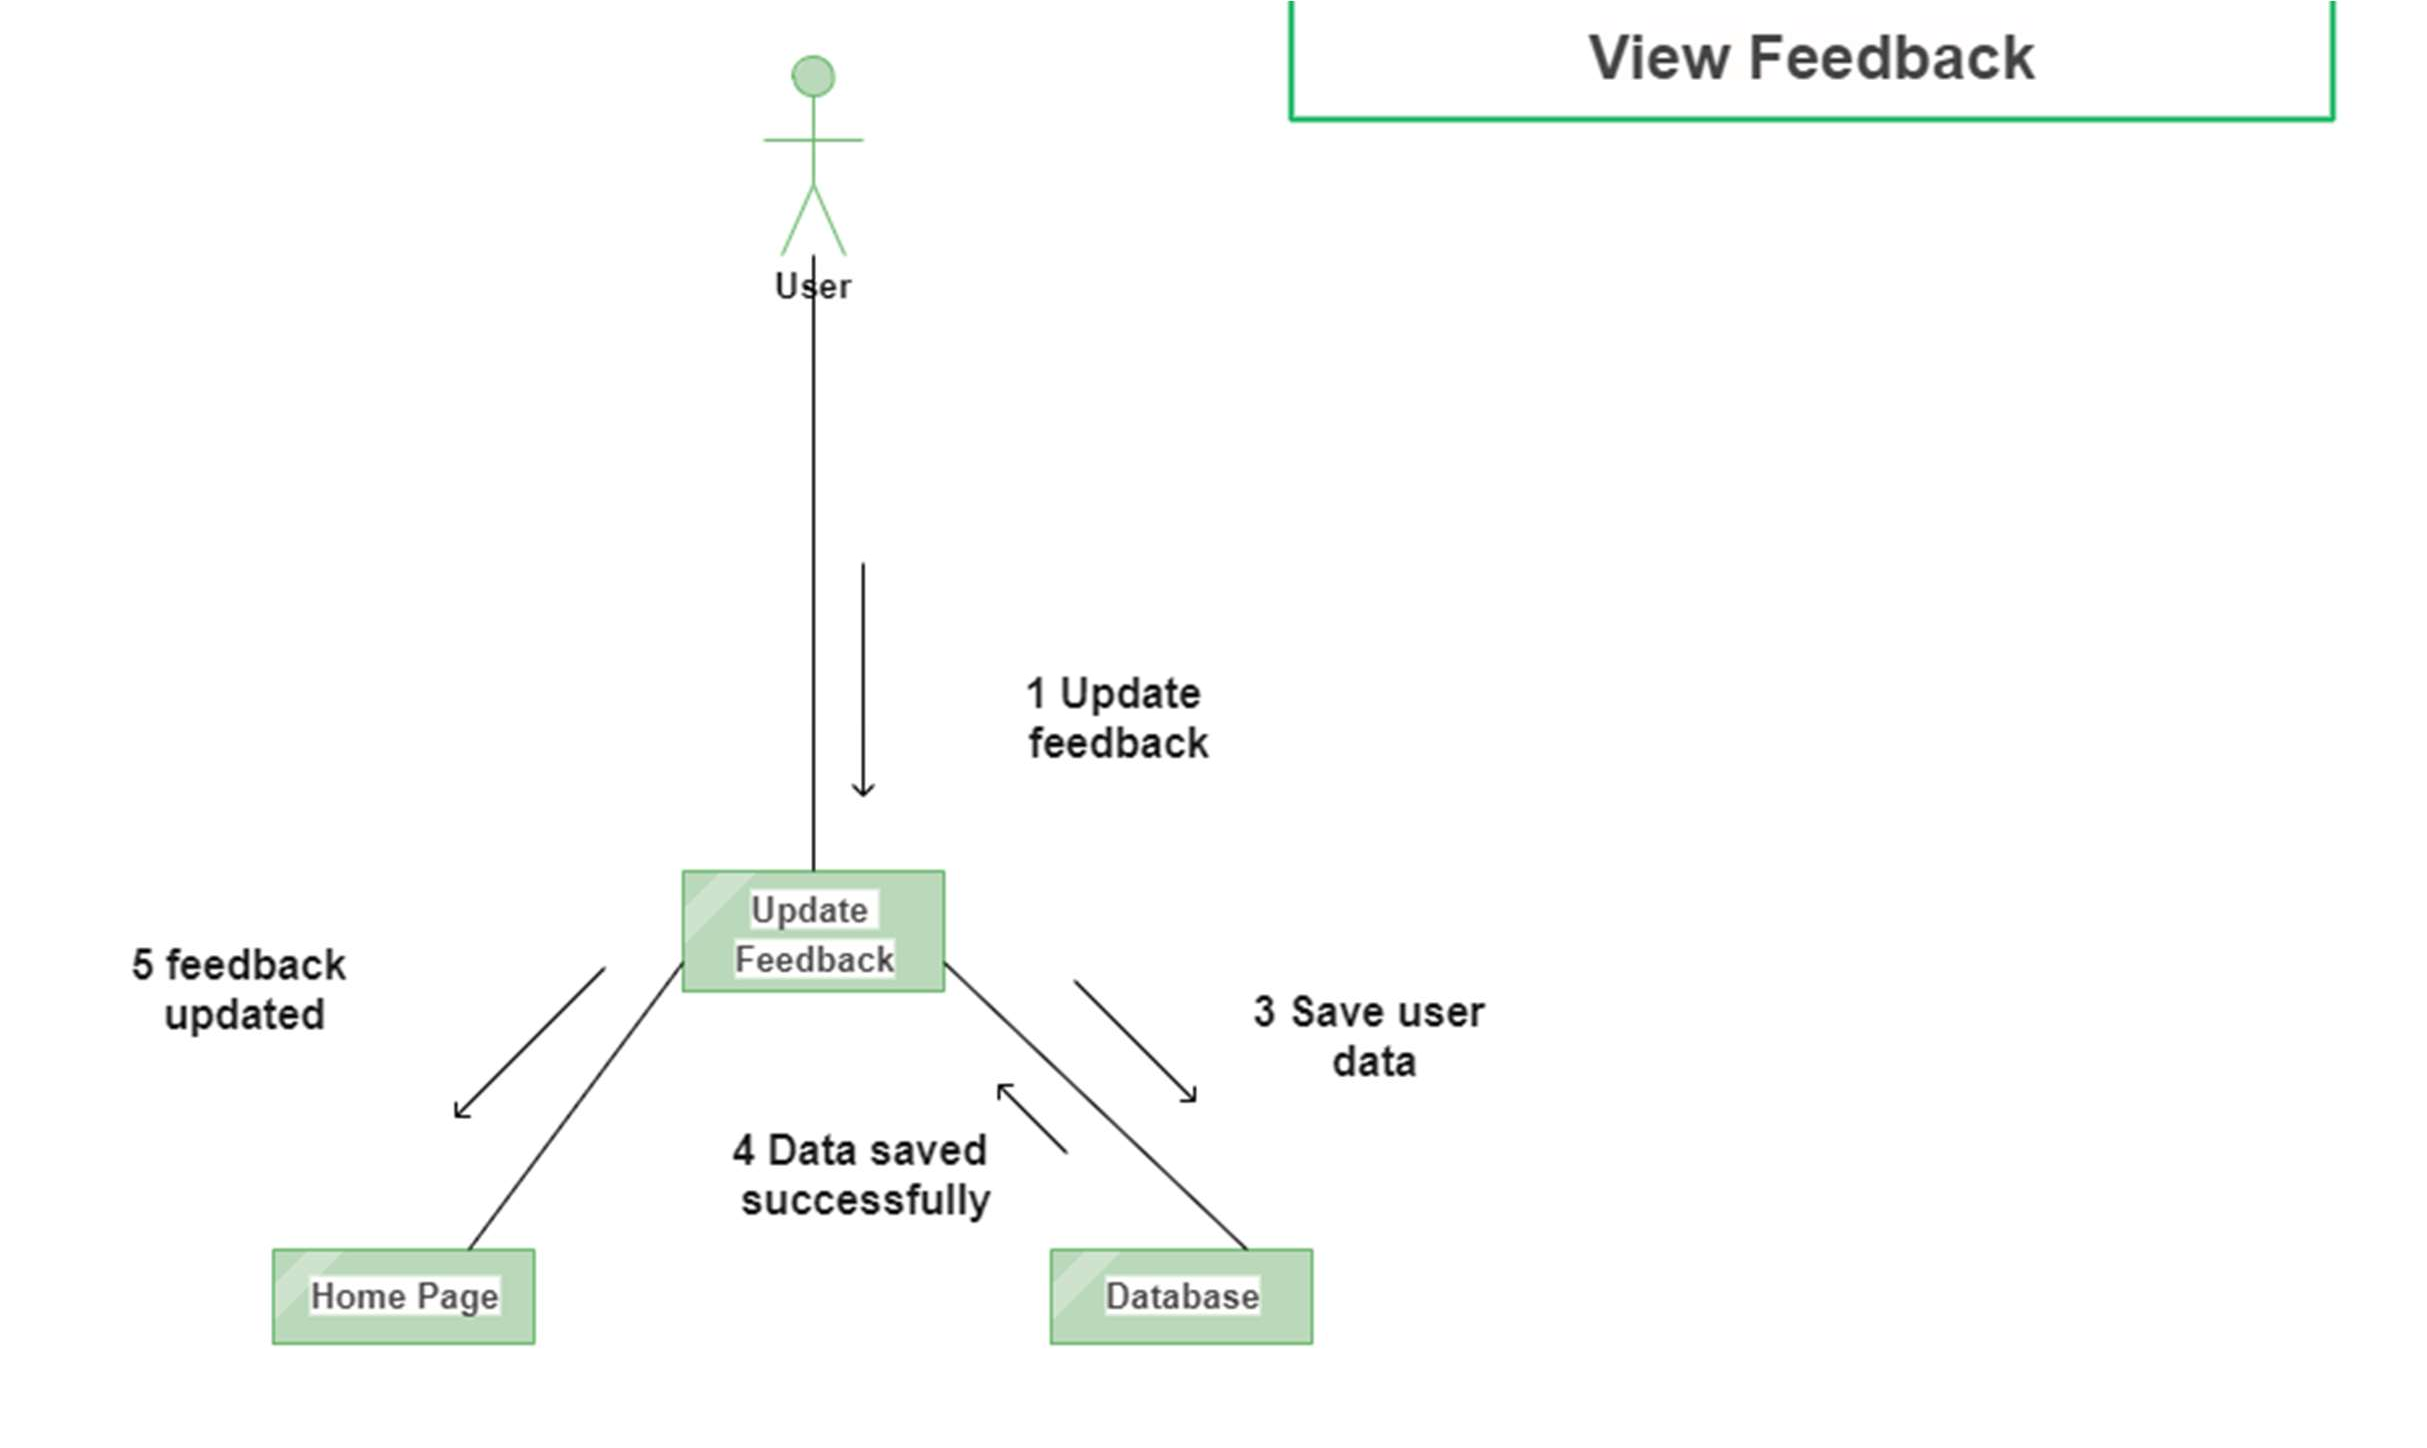 View Feedback
User
1 Update
feedback
Update
Feedback
5 feedback
updated
3 Save user
data
4 Data saved
successfully
Home Page
Database